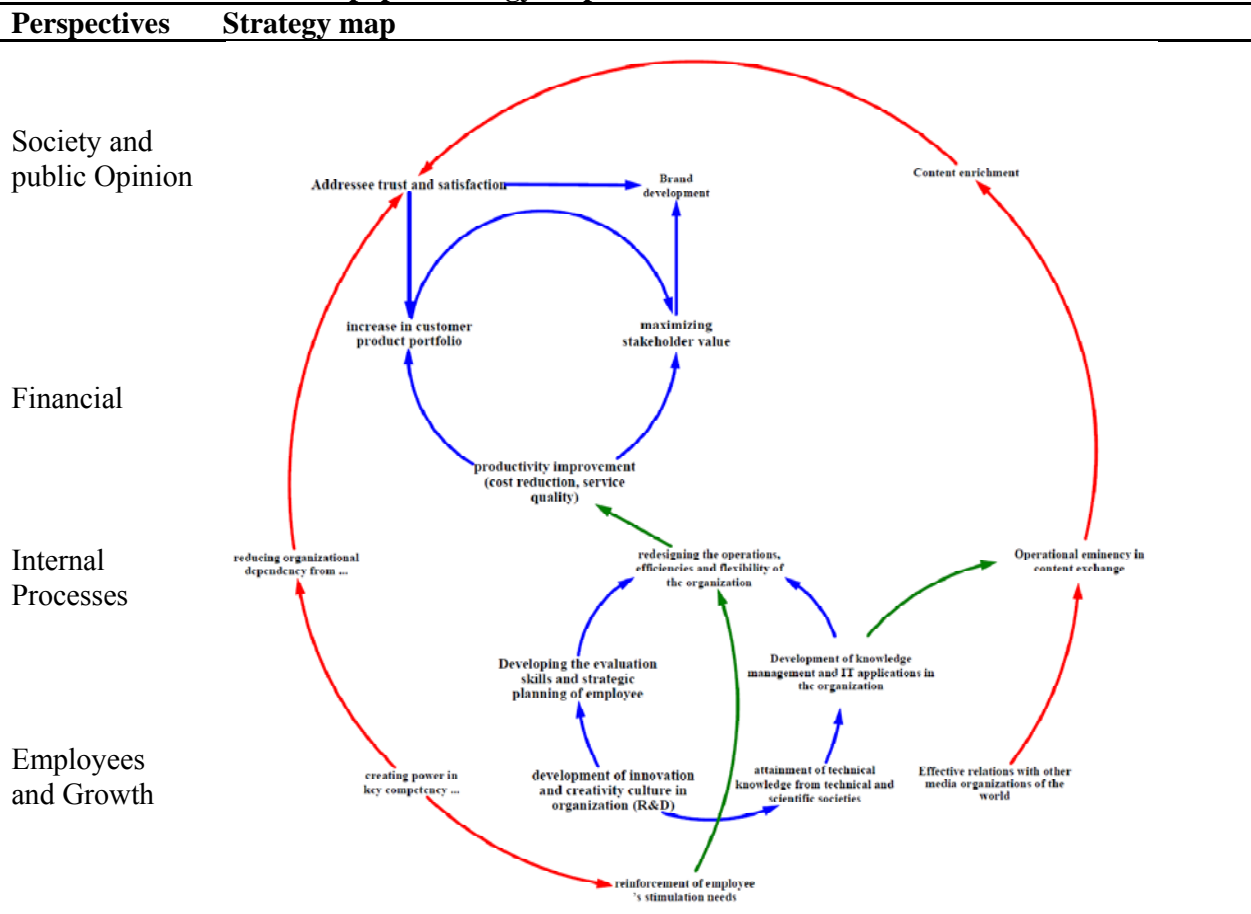 Perspectives Strategy map
Society and
public Opinion
Addressee trust and satisfaction
Brand
development
Content enrichment
increase in customer
product portfolio
maximizing
stakeholder value
Financial
productivity improvement
(cost reduction, service
quality)
Internal
Processes
reducing organizational
dependency from ...
redesigning the operations,
efficiencies and flexibility of
the organization
Operational eminency in
content exchange
Developing the evaluation
skills and strategic
planning of employee
Development of knowledge
management and IT applications in
the organization
Employees
and Growth
creating power in
key competency ...
development of innovation
and creativity culture in
organization (R&D)
attainment of technical
knowledge from technical and
scientific societies
Effective relations with other
media organizations of the
world
reinforcement of employee
's stimulation needs